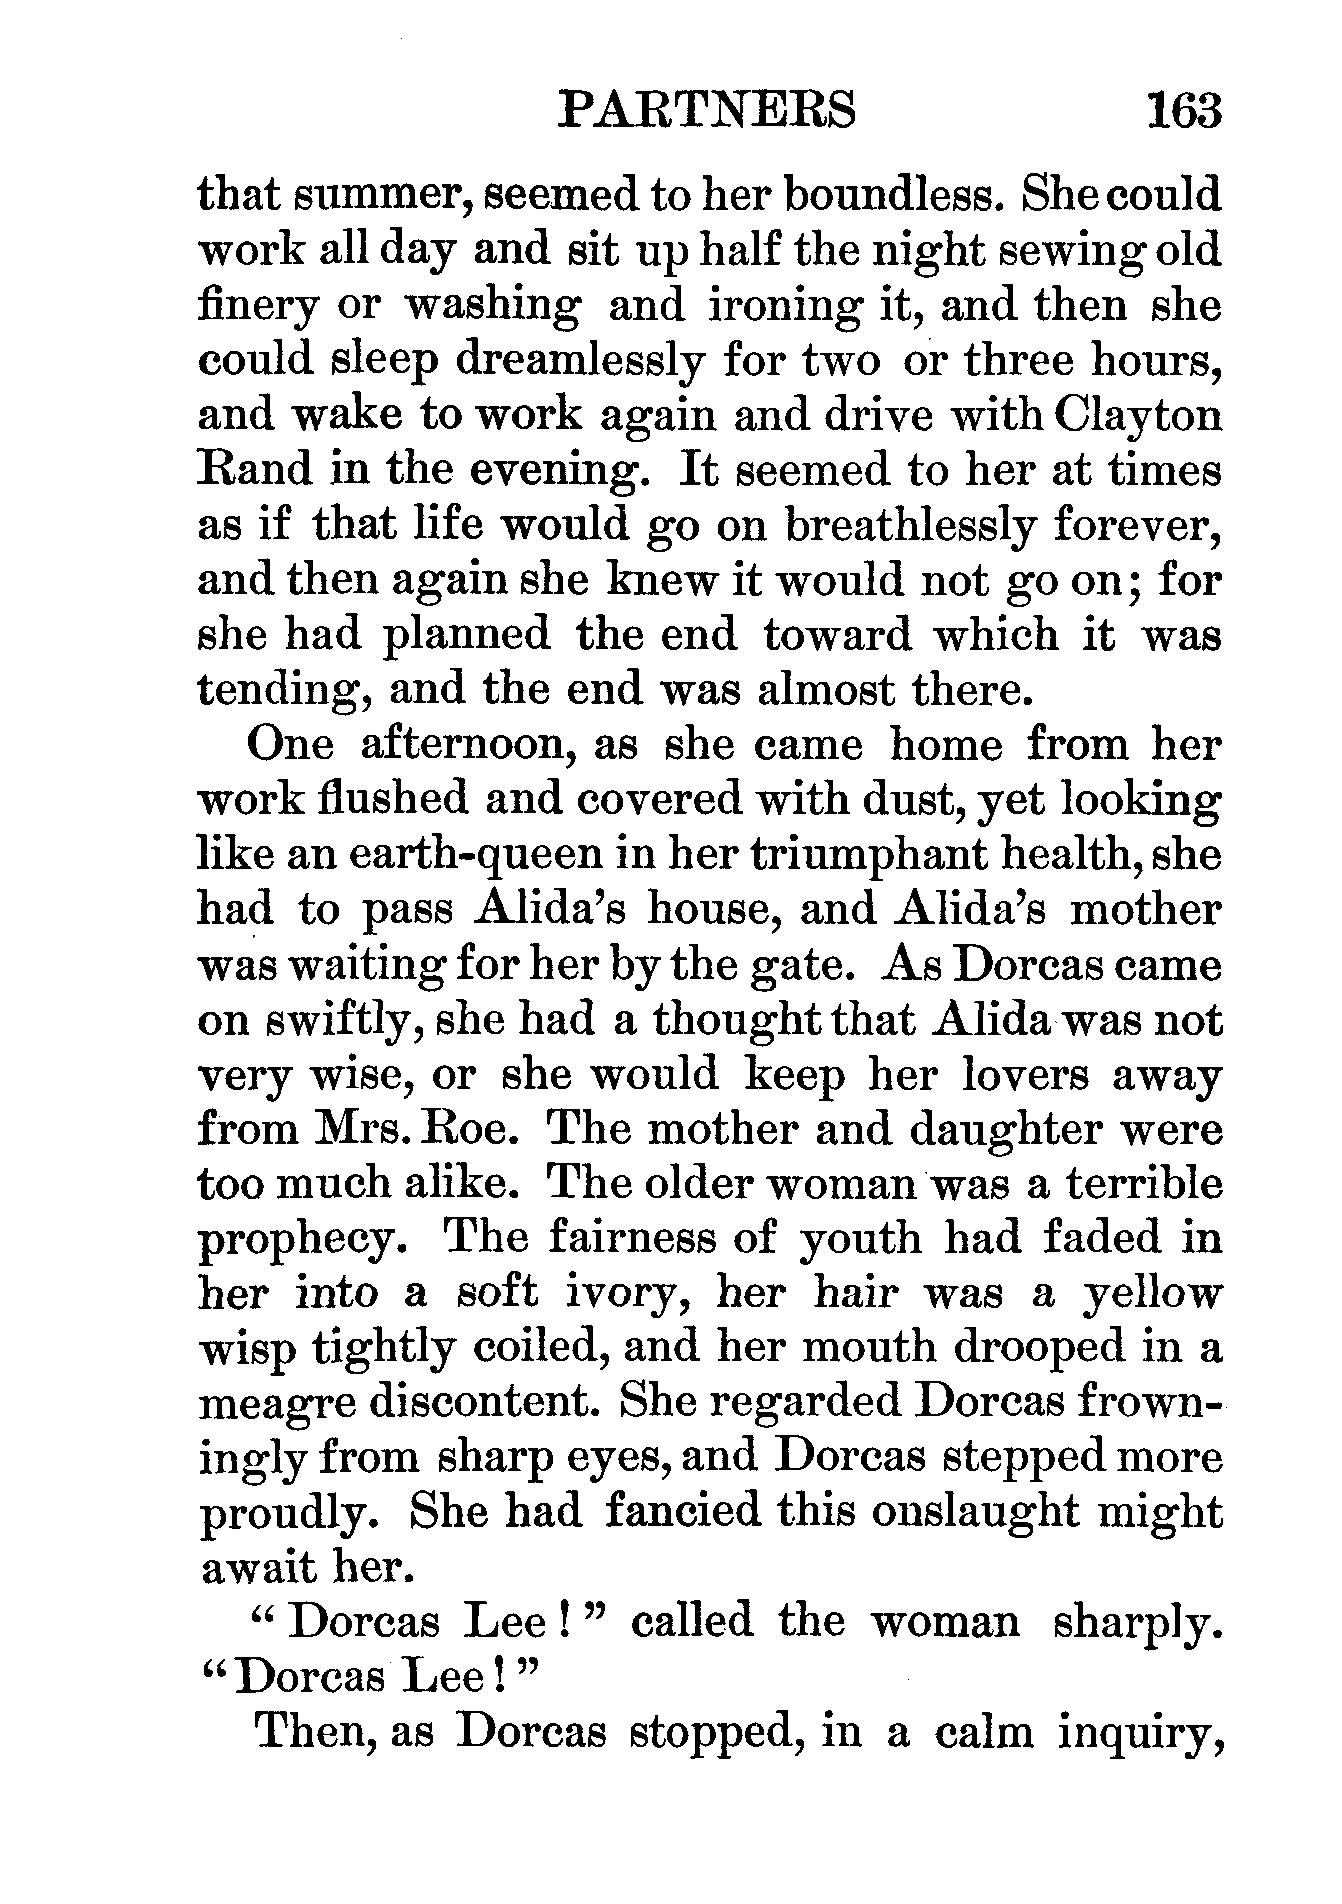 PARTNERS 163
that summer, seemed to her boundless. She could
work all day and sit up half the night sewing old
finery or washing and ironing it, and then she
could sleep dreamlessly for two or three hours,
and wake to work again and drive with Clayton
Rand in the evening. It seemed to her at times
as if that life would go on breathlessly forever,
and then again she knew it would not go on; for
she had planned the end toward which it was
tending, and the end was almost there.
One afternoon, as she came home from her
work flushed and covered with dust, yet looking
like an earth-queen in her triumphant health, she
had to pass Alida's house, and Alida's mother
was waiting for her by the gate. As Dorcas came
on swiftly, she had a thought that Alida was not
very wise, or she would keep her lovers away
from Mrs. Roe. The mother and daughter were
too much alike. The older woman was a terrible
prophecy. The fairness of youth had faded in
her into a soft ivory, her hair was a yellow
wisp tightly coiled, and her mouth drooped in a
meagre discontent. She regarded Dorcas frown-
ingly from sharp eyes, and Dorcas stepped more
proudly. She had fancied this onslaught might
await her.
" Dorcas Lee ! " called the woman sharply.
"Dorcas Lee ! "
Then, as Dorcas stopped, in a calm inquiry,